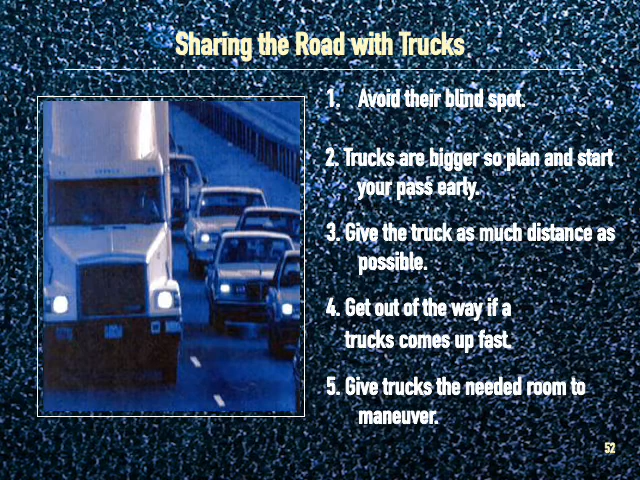 Sharing the Road with Trucks
1. Avoid their blind spot.
2. Trucks are bigger so plan and start
your pass early.
3. Give the truck as much distance as
possible.
4. Get out of the way if a
trucks comes up fast.
5. Give trucks the needed room to
maneuver.
52